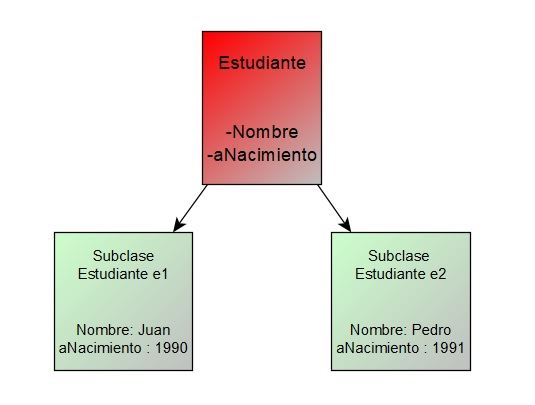 Estudiante
-Nombre
-aNacimiento
Subclase
Estudiante e1
Nombre: Juan
aNacimiento : 1990
Subclase
Estudiante e2
Nombre: Pedro
aNacimiento : 1991